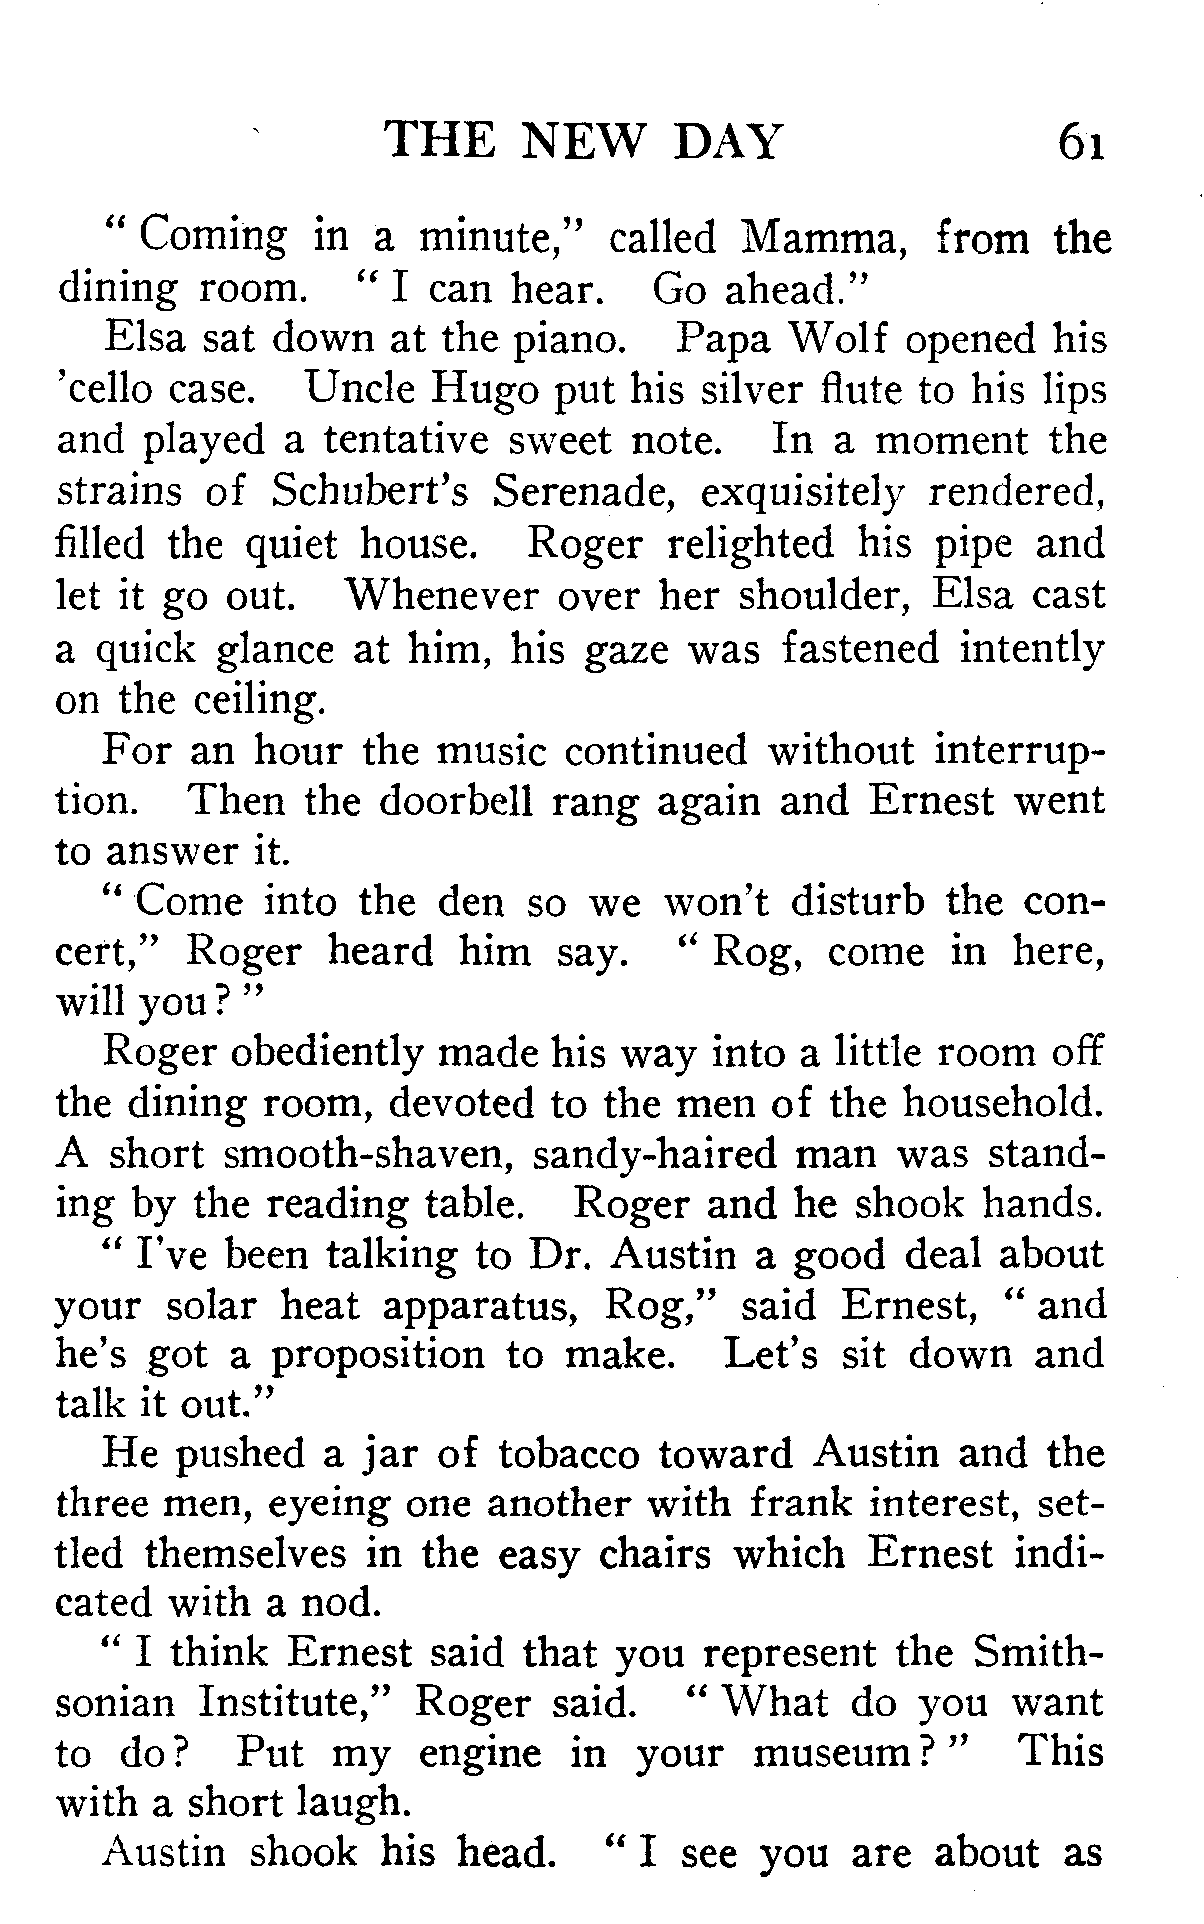 THE NEW DAY 61
" Coming in a minute," called Mamma, from the
dining room. " I can hear. Go ahead."
Elsa sat down at the piano. Papa Wolf opened his
'cello case. Uncle Hugo put his silver flute to his lips
and played a tentative sweet note. In a moment the
strains of Schubert's Serenade, exquisitely rendered,
filled the quiet house. Roger relighted his pipe and
let it go out. Whenever over her shoulder, Elsa cast
a quick glance at him, his gaze was fastened intently
on the ceiling.
For an hour the music continued without interrup-
tion. Then the doorbell rang again and Ernest went
to answer it.
" Come into the den so we won't disturb the con-
cert," Roger heard him say. " Rog, come in here,
will you? "
Roger obediently made his way into a little room off
the dining room, devoted to the men of the household.
A short smooth-shaven, sandy-haired man was stand-
ing by the reading table. Roger and he shook hands.
" I've been talking to Dr. Austin a good deal about
your solar heat apparatus, Rog," said Ernest, " and
he's got a proposition to make. Let's sit down and
talk it out."
He pushed a jar of tobacco toward Austin and the
three men, eyeing one another with frank interest, set-
tled themselves in the easy chairs which Ernest indi-
cated with a nod.
" I think Ernest said that you represent the Smith-
sonian Institute," Roger said. " What do you want
to do? Put my engine in your museum? " This
with a short laugh.
Austin shook his head. " I see you are about as